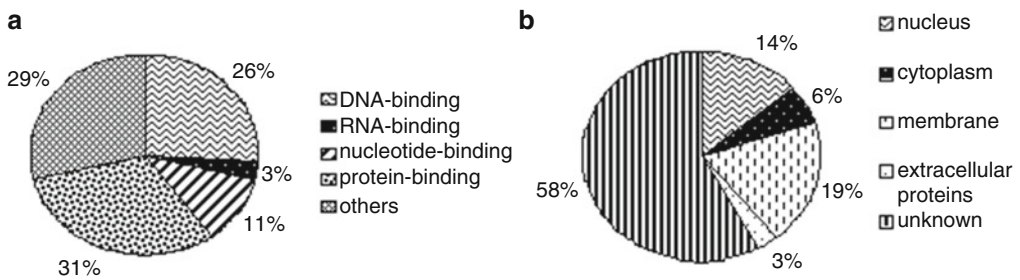 a
29%
26%
3%
11%
31%
DNA-binding
RNA-binding
nucleotide-binding
protein-binding
others
b
14%
6%
19%
3%
58%
nucleus
cytoplasm
membrane
extracellular
proteins
unknown